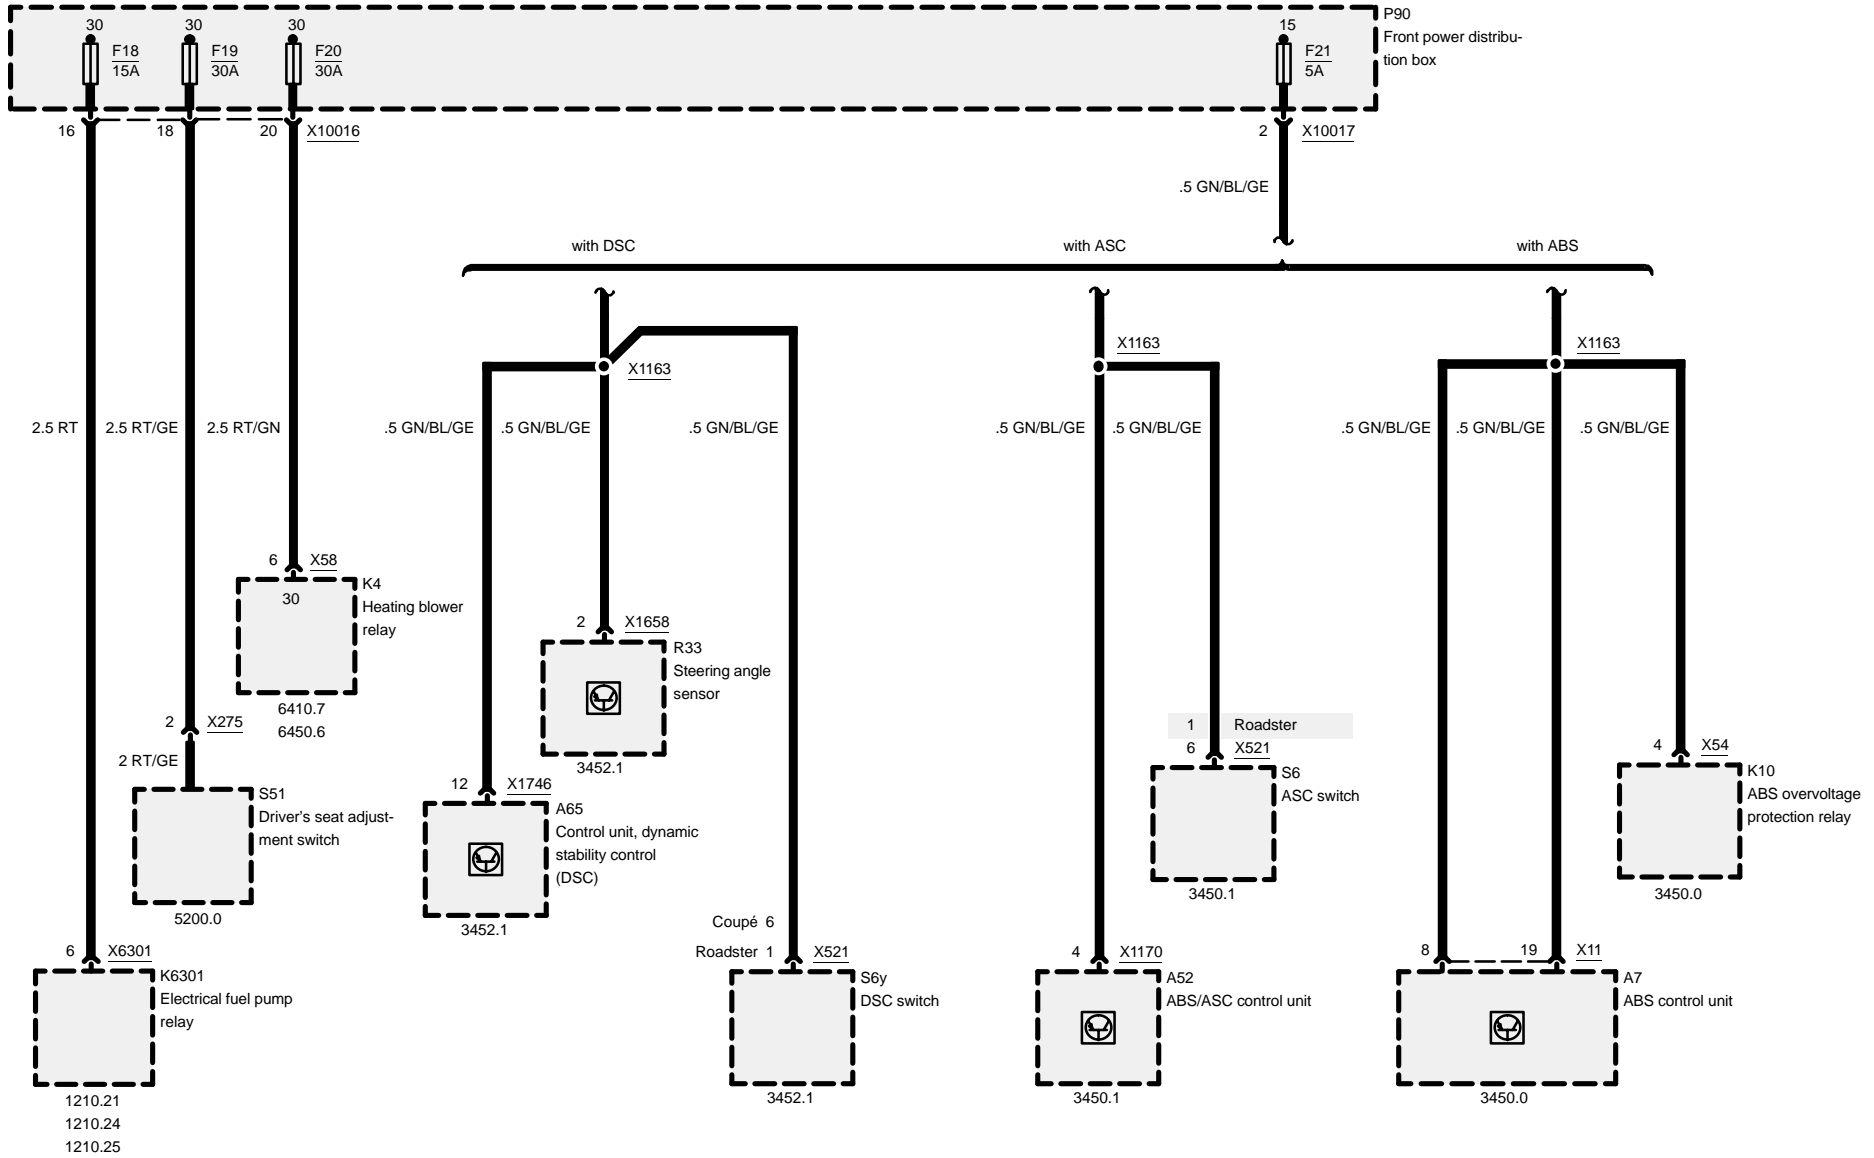 30 30 30 15
P90
Front power distribu-
tion box
F18
15A
F19
30A
F20
30A
F21
5A
16 18 20 X10016
2 X10017
.5 GN/BL/GE
with DSC with ASC with ABS
X1163
X1163
X1163
2.5 RT 2.5 RT/GE 2.5 RT/GN .5 GN/BL/GE .5 GN/BL/GE .5 GN/BL/GE .5 GN/BL/GE .5 GN/BL/GE .5 GN/BL/GE .5 GN/BL/GE .5 GN/BL/GE
6 X58
K4
30
Heating blower
relay
6410.7
6450.6
2 X1658
R33
Steering angle
sensor
3452.1
2 X275
2 RT/GE
S51
Driver's seat adjust-
ment switch
5200.0
12 X1746
A65
Control unit, dynamic
stability control
(DSC)
3452.1
1 Roadster
6 X521
S6
ASC switch
3450.1
4 X54
K10
ABS overvoltage
protection relay
3450.0
6 X6301
K6301
Electrical fuel pump
relay
1210.21
1210.24
1210.25
Coupé 6
Roadster 1 X521
S6y
DSC switch
3452.1
4 X1170
A52
ABS/ASC control unit
3450.1
8 19 X11
A7
ABS control unit
3450.0